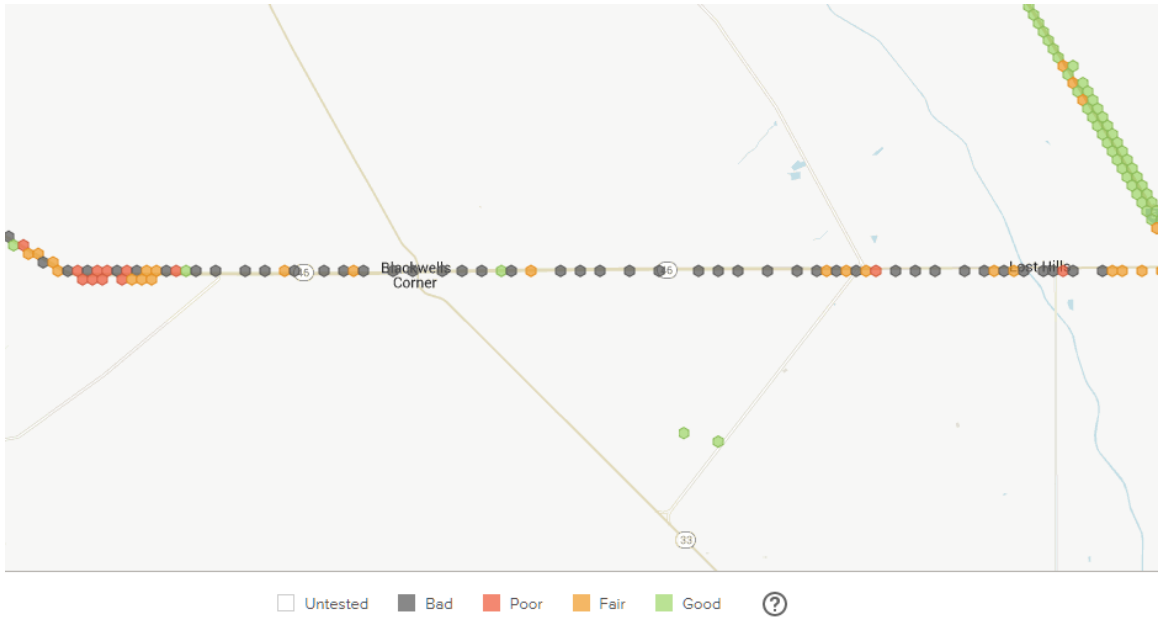 46
Blackwells
Corner
46
Lost Hills
33
Untested Bad Poor Fair Good ?